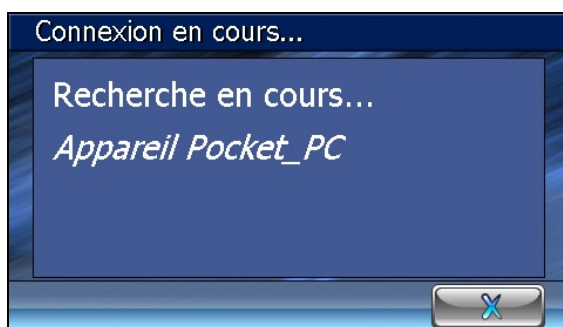 Connexion en cours...
Recherche en cours...
Appareil Pocket_PC